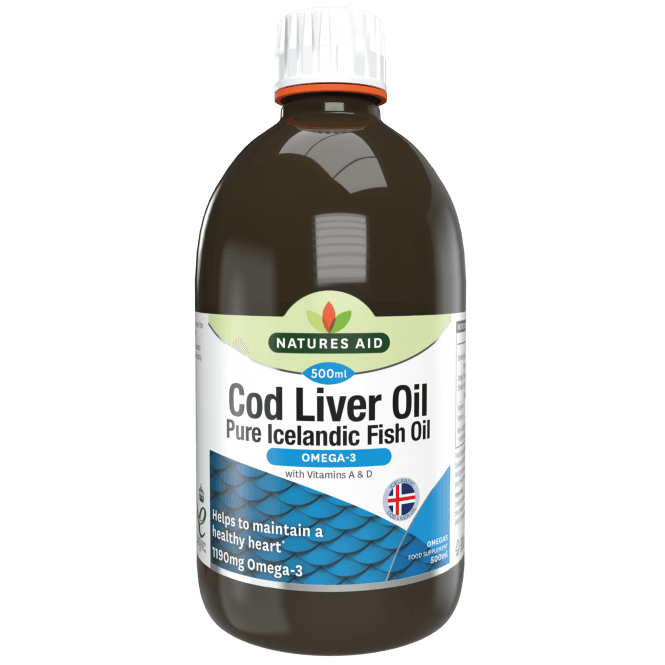 NATURES AID
500ml
Cod Liver Oil
Pure Icelandic Fish Oil
OMEGA-3
with Vitamins A & D
Helps to maintain a
healthy heart*
1190mg Omega-3
OMEGAS
FOOD SUPPLEMENT
500ml